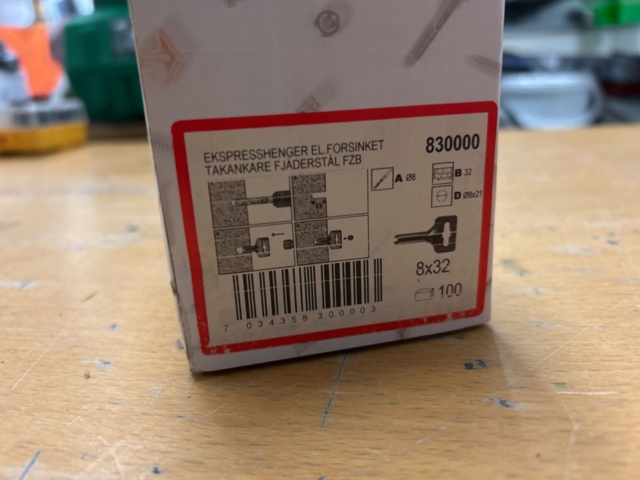 EKSPRESSHENGER EL.FORSINKET
TAKANKARE FJÄDERSTÅL FZB
830000
A Ø8
B 32
D Ø8x21
8x32
100
7 034358 300003